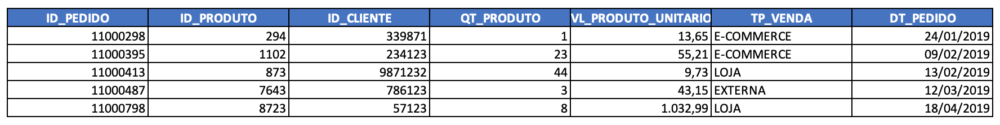 ID_PEDIDO ID_PRODUTO ID_CLIENTE QT_PRODUTO VL_PRODUTO_UNITARIO TP_VENDA DT_PEDIDO
11000298 294 339871 1 13,65 E-COMMERCE 24/01/2019
11000395 1102 234123 23 55,21 E-COMMERCE 09/02/2019
11000413 873 9871232 44 9,73 LOJA 13/02/2019
11000487 7643 786123 3 43,15 EXTERNA 12/03/2019
11000798 8723 57123 8 1.032,99 LOJA 18/04/2019